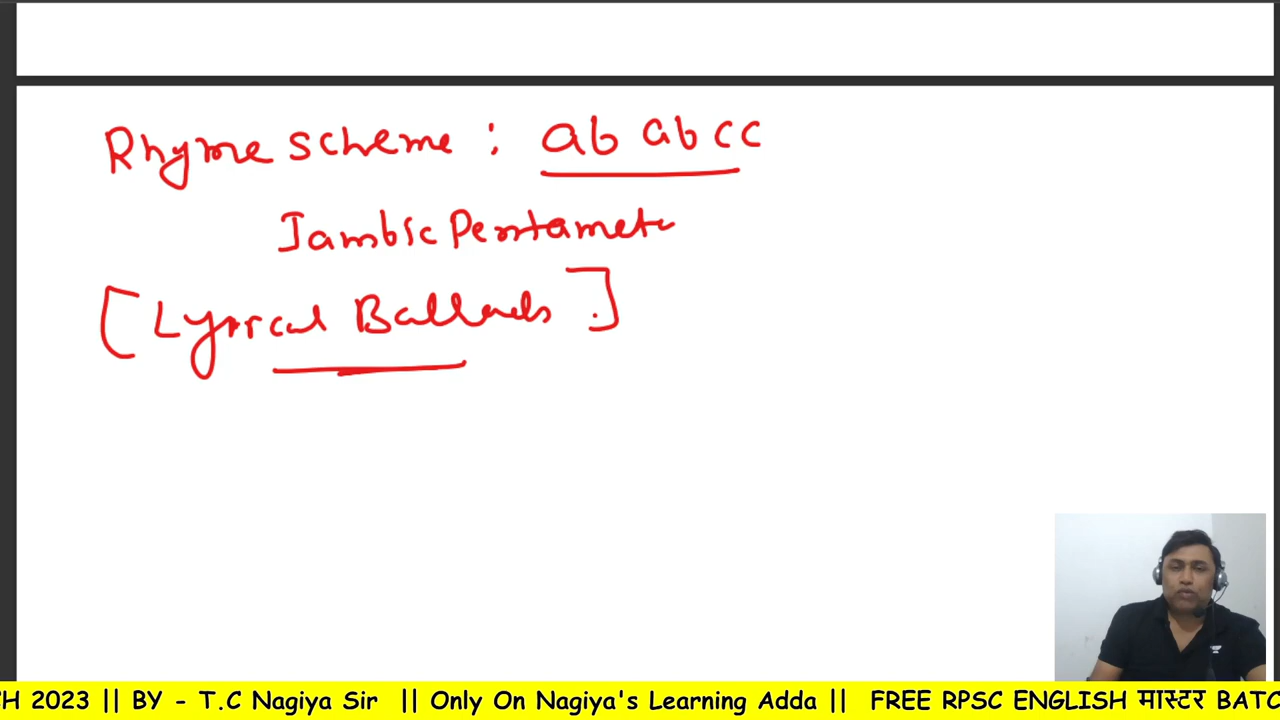 Rhyme scheme : ab ab cc
Iambic Pentamete
[Lyrical Ballads .]
CH 2023 || BY - T.C Nagiya Sir || Only On Nagiya's Learning Adda || FREE RPSC ENGLISH मास्टर BATC